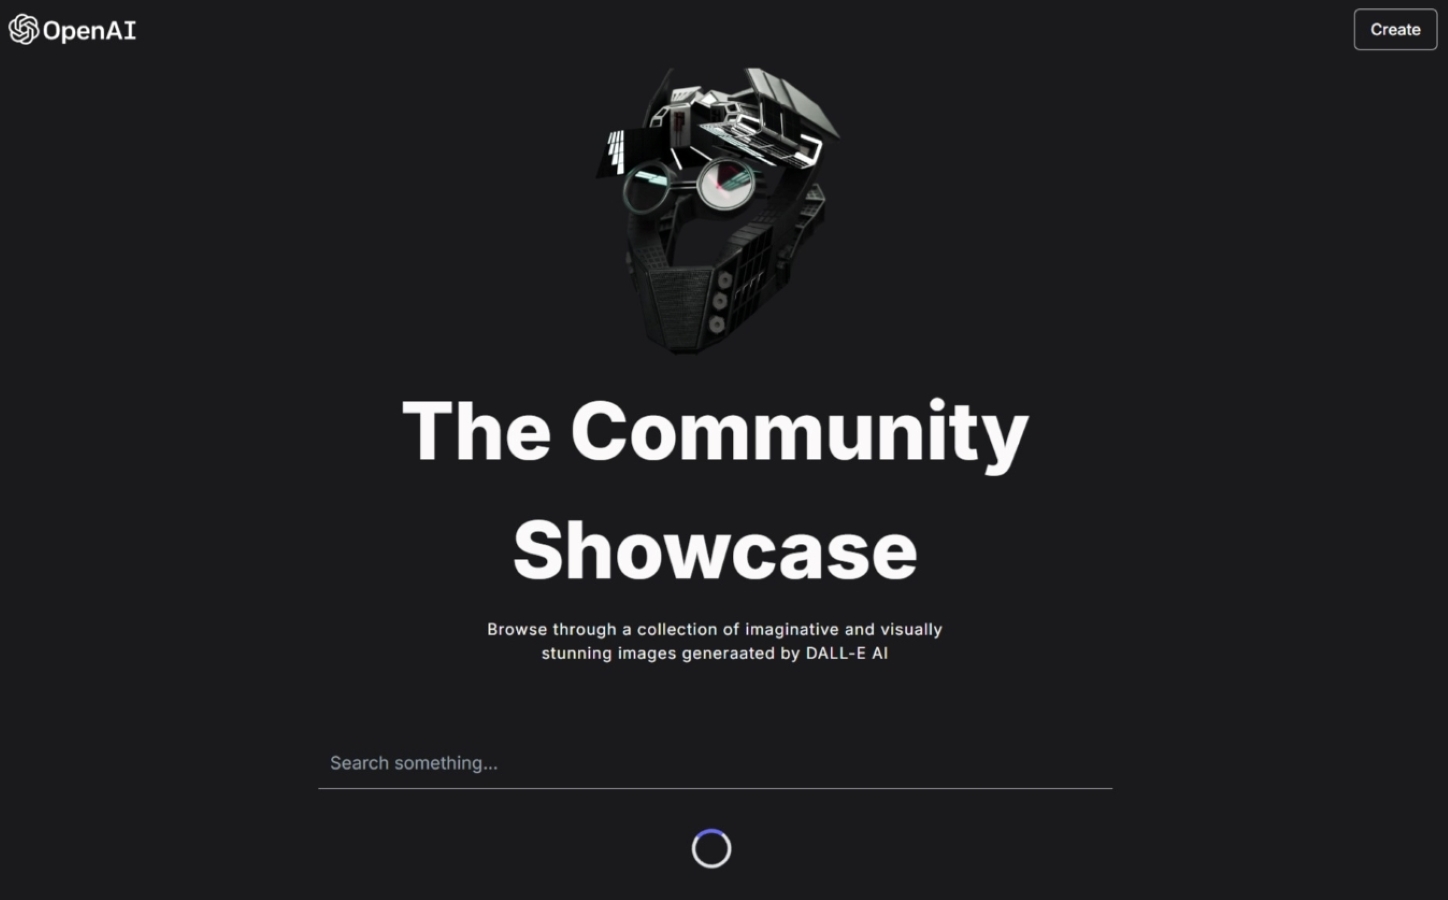 OpenAI
Create
The Community
Showcase
Browse through a collection of imaginative and visually
stunning images generaated by DALL-E AI
Search something...